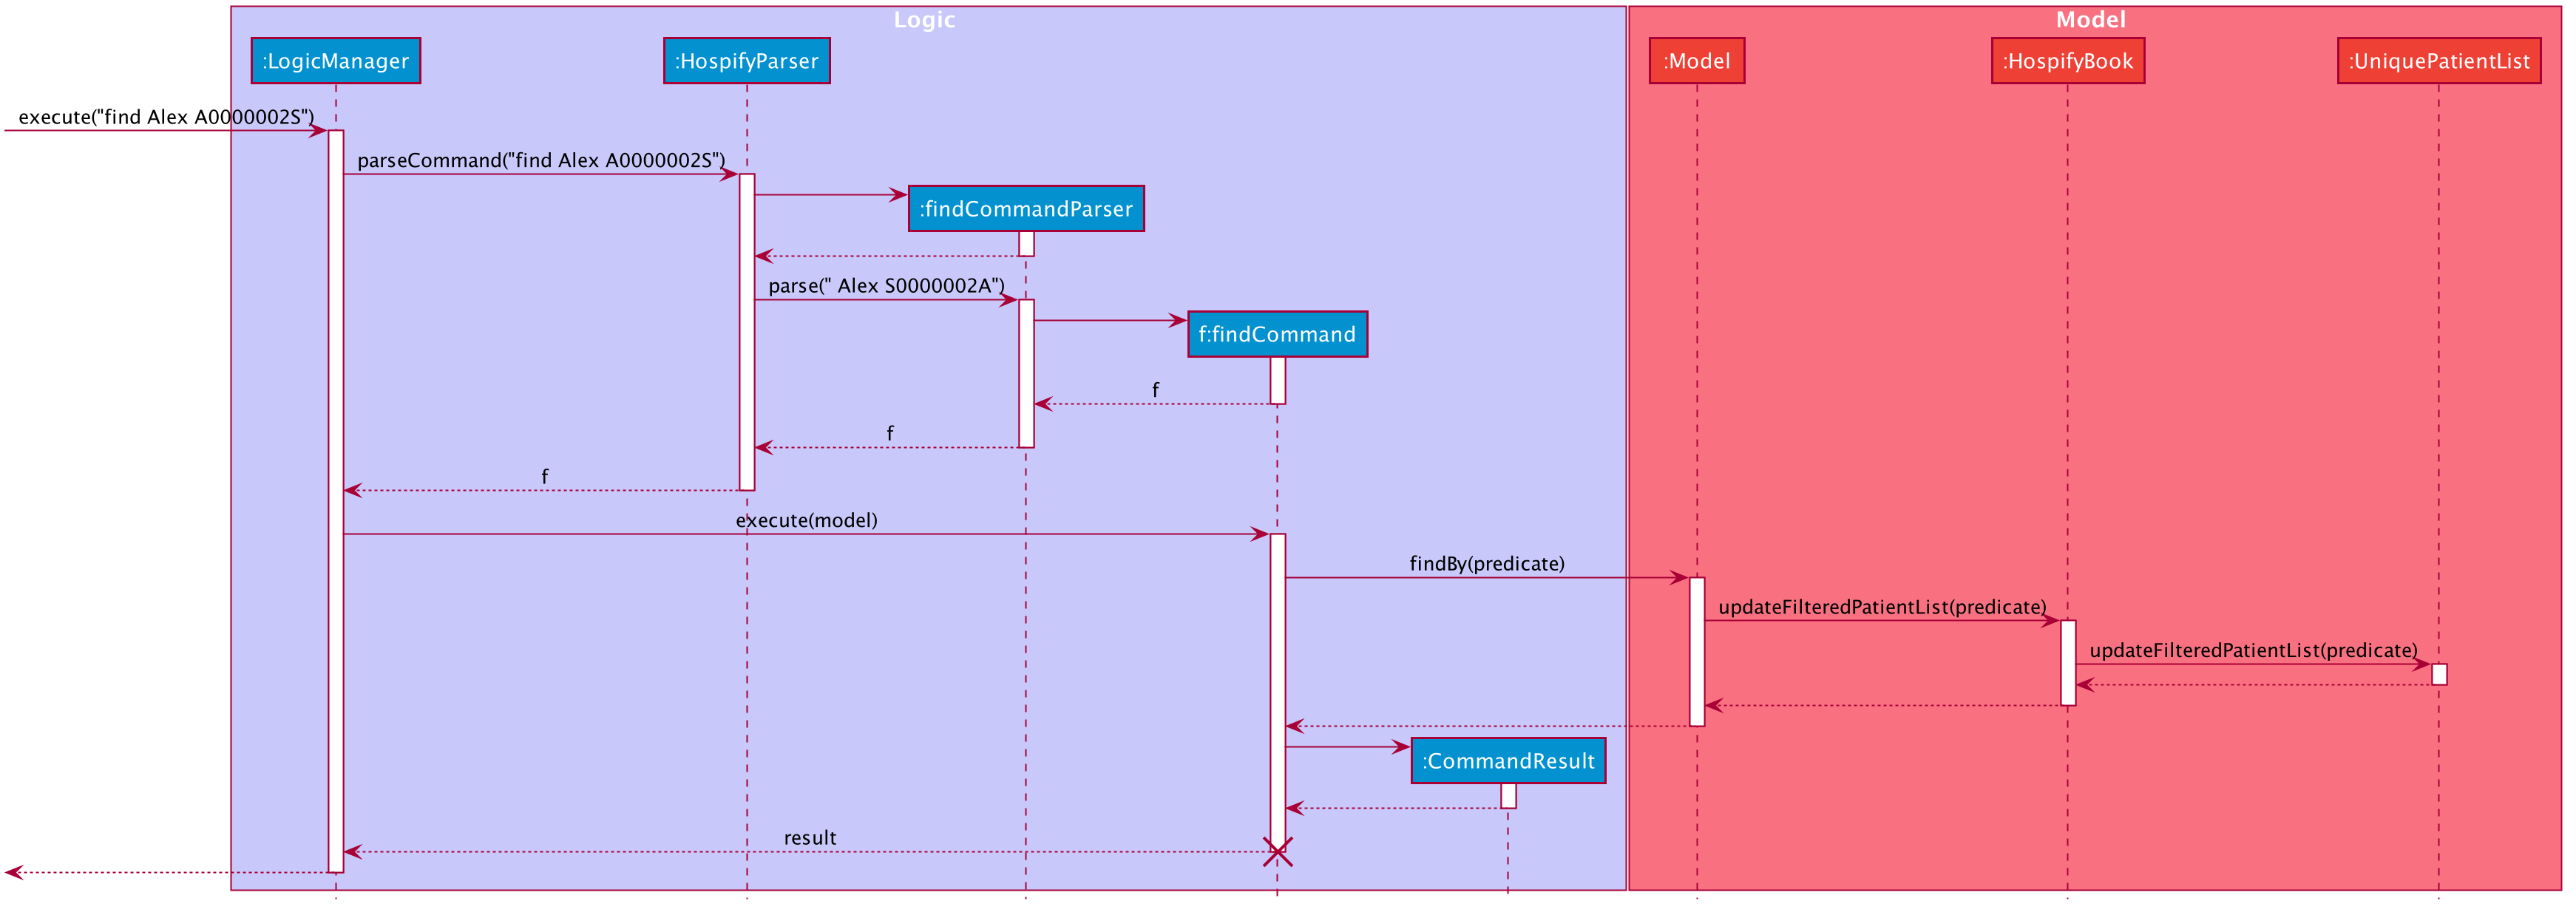 Logic
Model
:LogicManager
:HospifyParser
:Model
:HospifyBook
:UniquePatientList
execute("find Alex A0000002S")
parseCommand("find Alex A0000002S")
:findCommandParser
parse(" Alex S0000002A")
f:findCommand
f
f
f
execute(model)
findBy(predicate)
updateFilteredPatientList(predicate)
updateFilteredPatientList(predicate)
:CommandResult
result